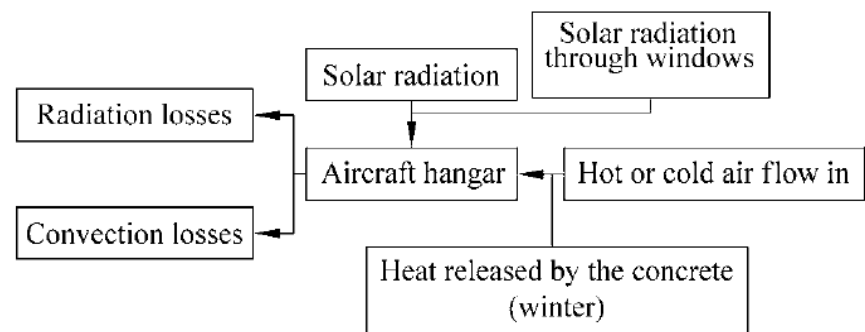 Solar radiation
through windows
Solar radiation
Radiation losses
Aircraft hangar
Hot or cold air flow in
Convection losses
Heat released by the concrete
(winter)